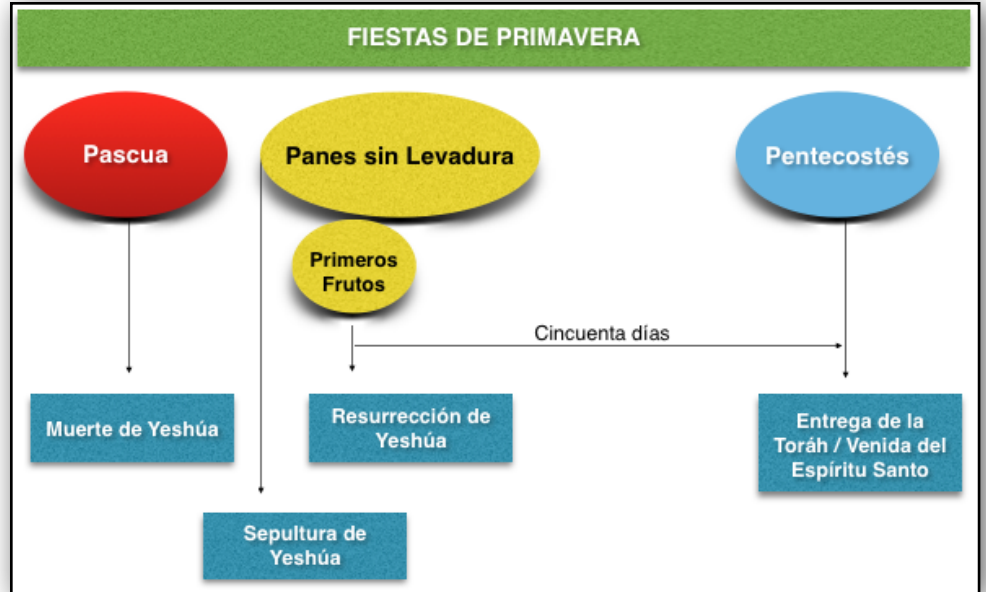 FIESTAS DE PRIMAVERA
Pascua
Panes sin Levadura
Pentecostés
Primeros
Frutos
Cincuenta días
Muerte de Yeshúa
Resurrección de
Yeshúa
Entrega de la
Toráh / Venida del
Espíritu Santo
Sepultura de
Yeshúa